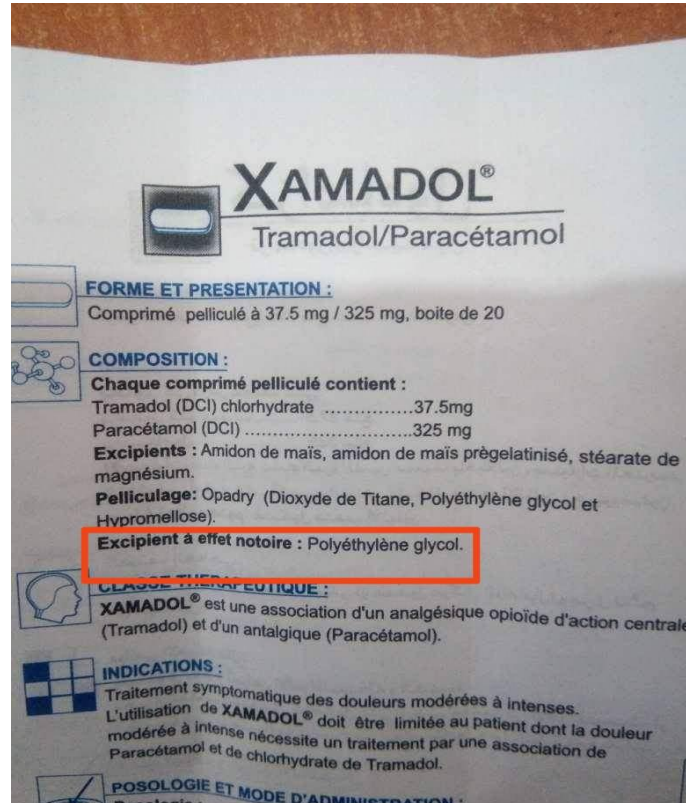 XAMADOL®
Tramadol/Paracétamol
FORME ET PRESENTATION :
Comprimé pelliculé à 37.5 mg / 325 mg, boite de 20
COMPOSITION :
Chaque comprimé pelliculé contient :
Tramadol (DCI) chlorhydrate ...............37.5mg
Paracétamol (DCI) ............................325 mg
Excipients : Amidon de maïs, amidon de maïs prègelatinisé, stéarate de
magnésium.
Pelliculage: Opadry (Dioxyde de Titane, Polyéthylène glycol et
Hypromellose).
Excipient à effet notoire : Polyéthylène glycol.
CLASSE THERAPEUTIQUE :
XAMADOL® est une association d'un analgésique opioïde d'action centrale
(Tramadol) et d'un antalgique (Paracétamol).
INDICATIONS :
Traitement symptomatique des douleurs modérées à intenses.
L'utilisation de XAMADOL® doit être limitée au patient dont la douleur
modérée à intense nécessite un traitement par une association de
Paracétamol et de chlorhydrate de Tramadol.
POSOLOGIE ET MODE D'ADMINISTRATION :